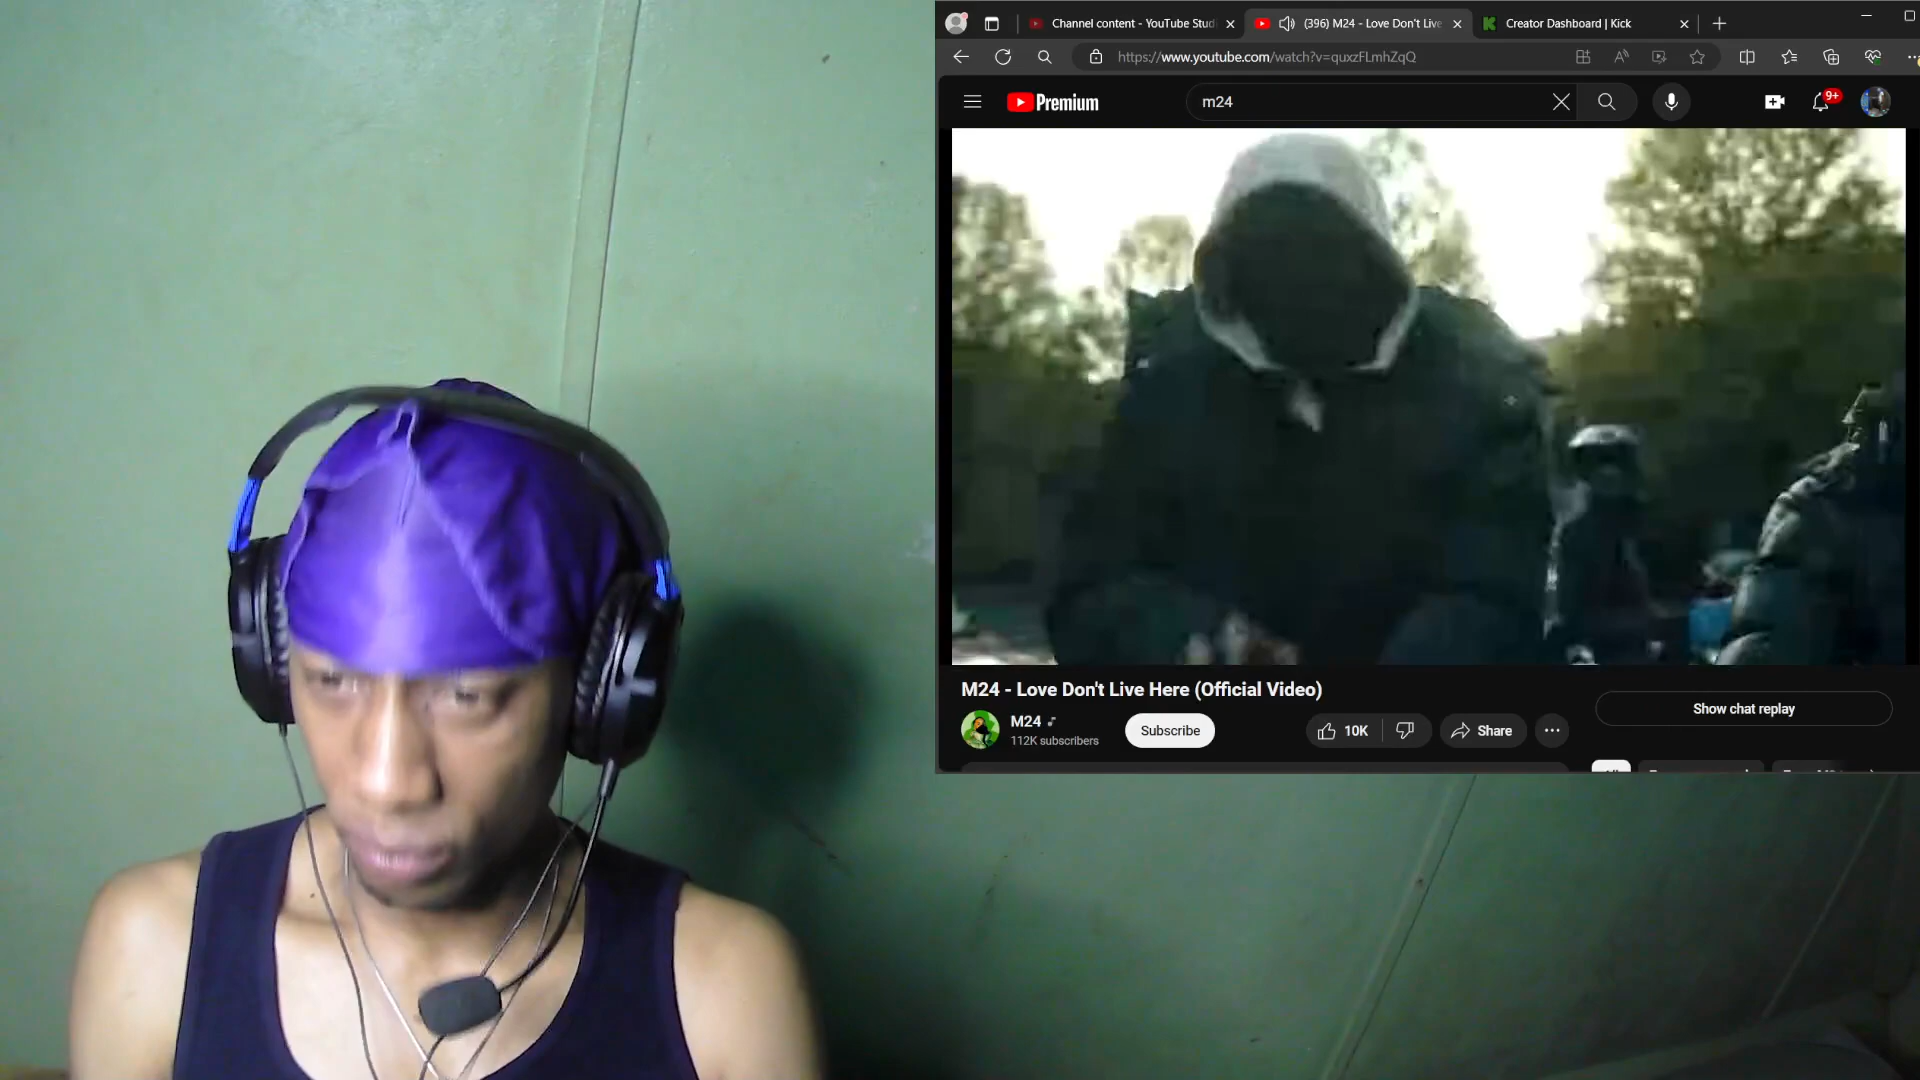 Channel content - YouTube Stud
(396) M24 - Love Don't Live
Creator Dashboard | Kick
https://www.youtube.com/watch?v=quxzFLmhZqQ
Premium
m24
9+
M24 - Love Don't Live Here (Official Video)
M24
112K subscribers
Subscribe
10K
Share
Show chat replay